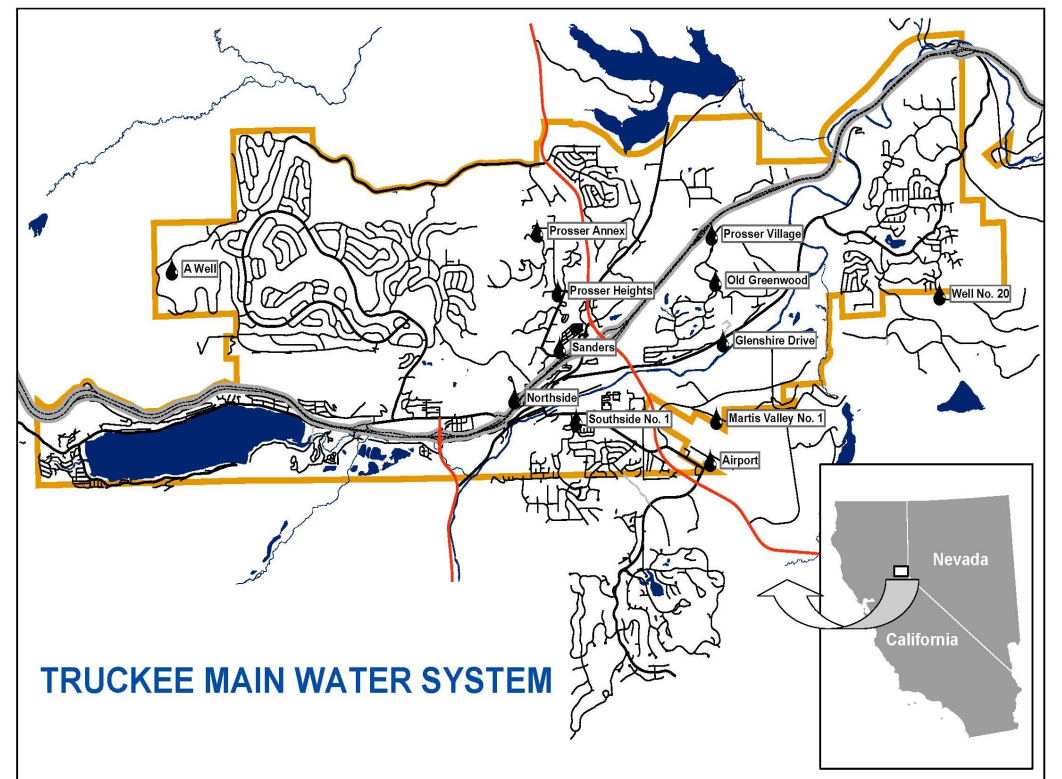 Prosser Annex
Prosser Village
A Well
Old Greenwood
Prosser Heights
Well No. 20
Glenshire Drive
Sanders
Northside
Southside No. 1
Martis Valley No. 1
Airport
Nevada
California
TRUCKEE MAIN WATER SYSTEM